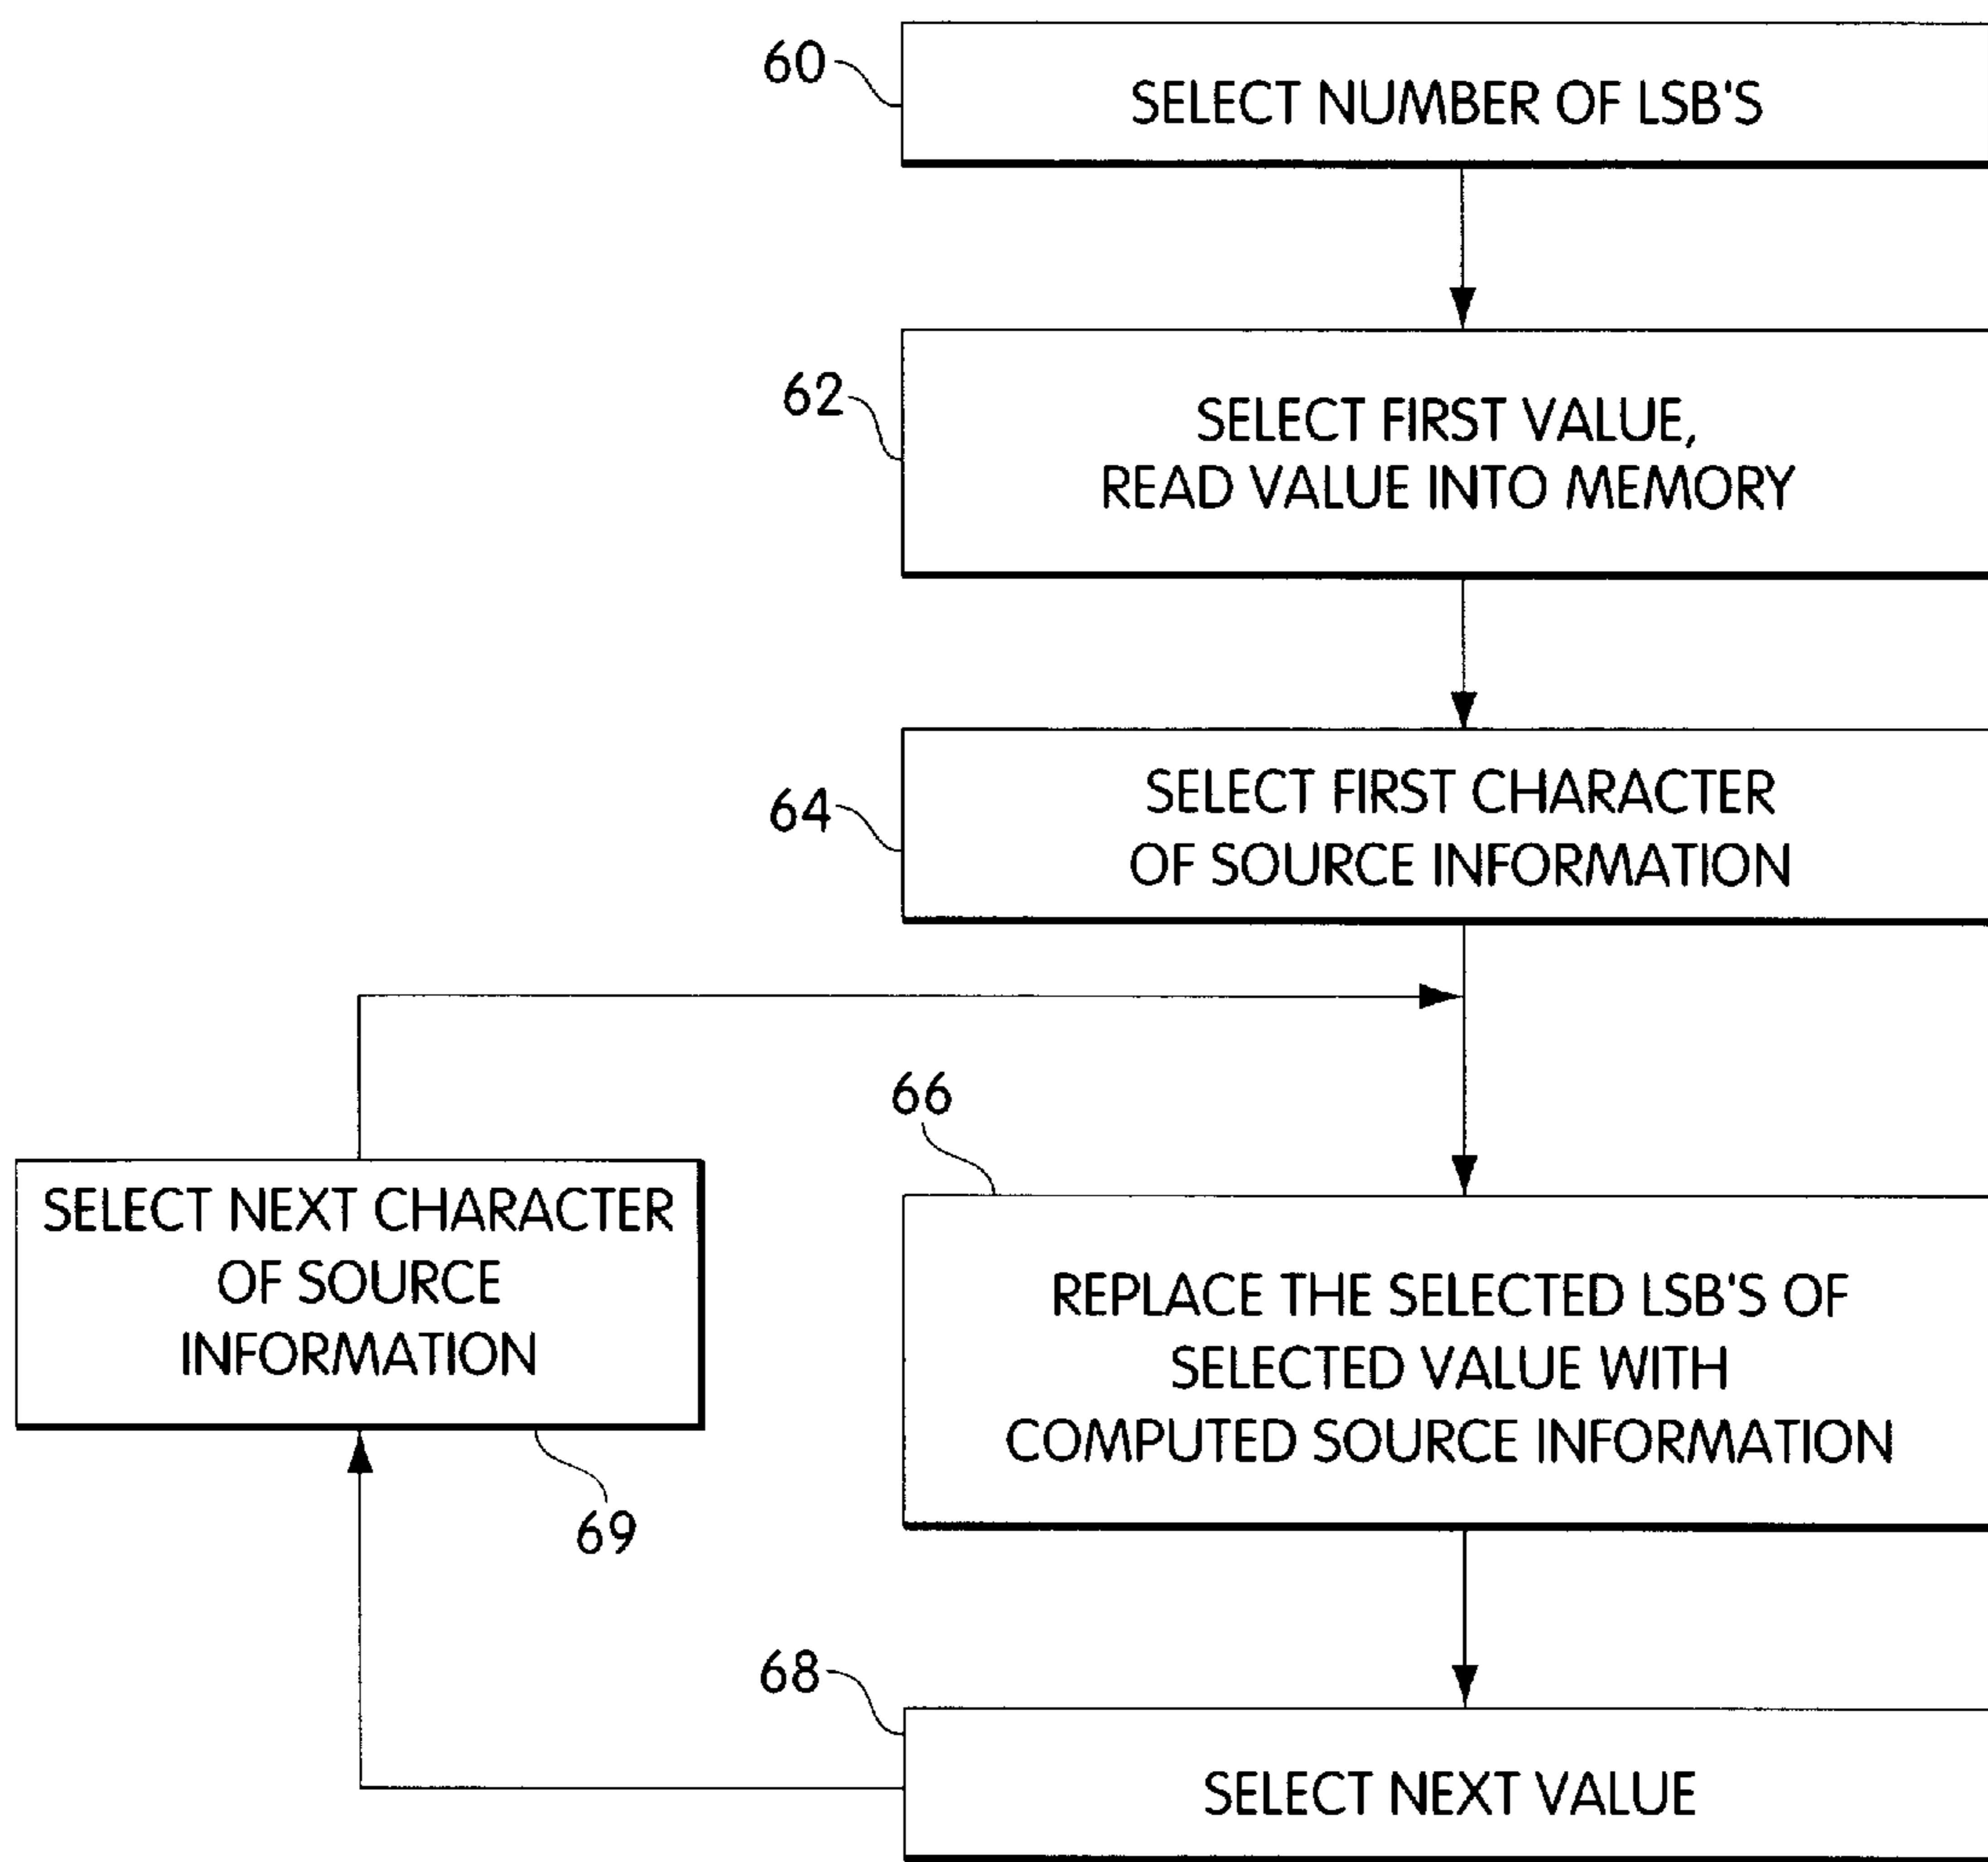 60
SELECT NUMBER OF LSB'S
62
SELECT FIRST VALUE,
READ VALUE INTO MEMORY
64
SELECT FIRST CHARACTER
OF SOURCE INFORMATION
66
SELECT NEXT CHARACTER
OF SOURCE
INFORMATION
69
REPLACE THE SELECTED LSB'S OF
SELECTED VALUE WITH
COMPUTED SOURCE INFORMATION
68
SELECT NEXT VALUE